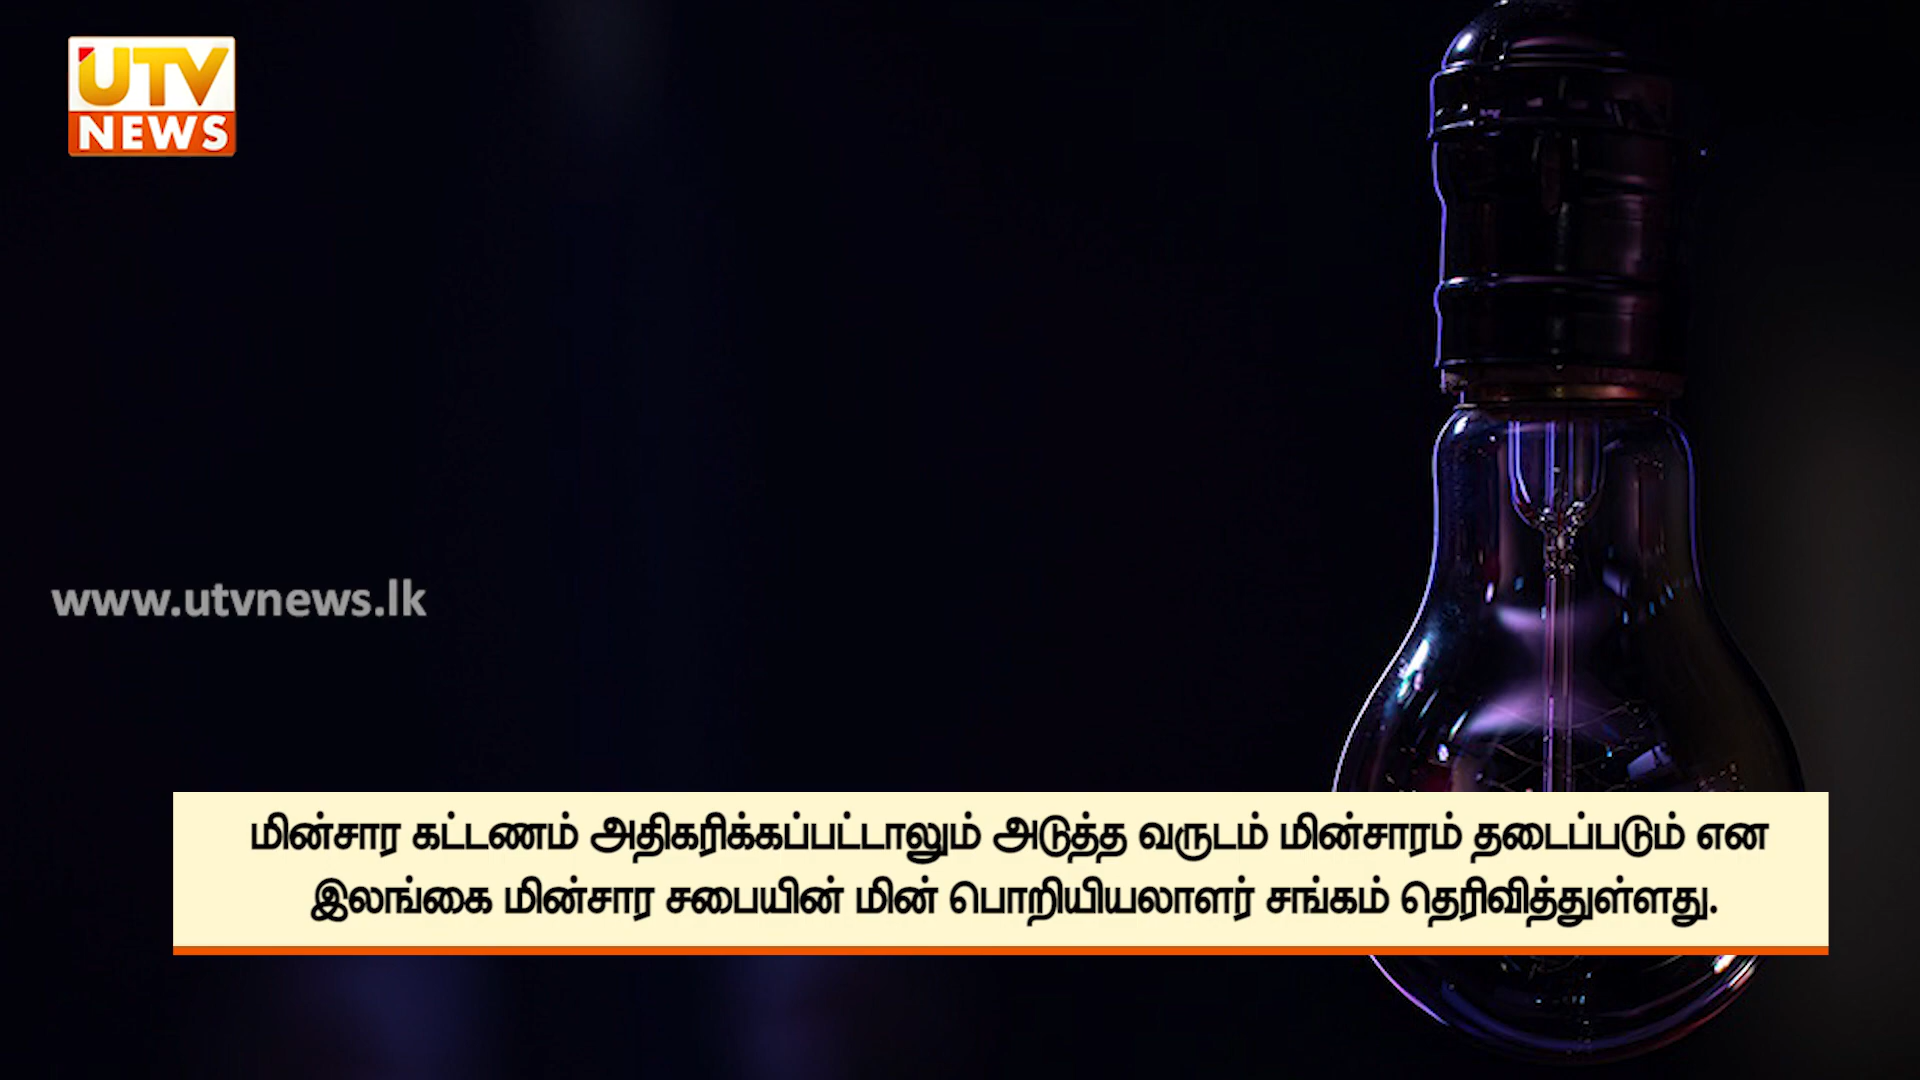 UTV
NEWS
www.utvnews.lk
மின்சார கட்டணம் அதிகரிக்கப்பட்டாலும் அடுத்த வருடம் மின்சாரம் தடைப்படும் என
இலங்கை மின்சார சபையின் மின் பொறியியலாளர் சங்கம் தெரிவித்துள்ளது.